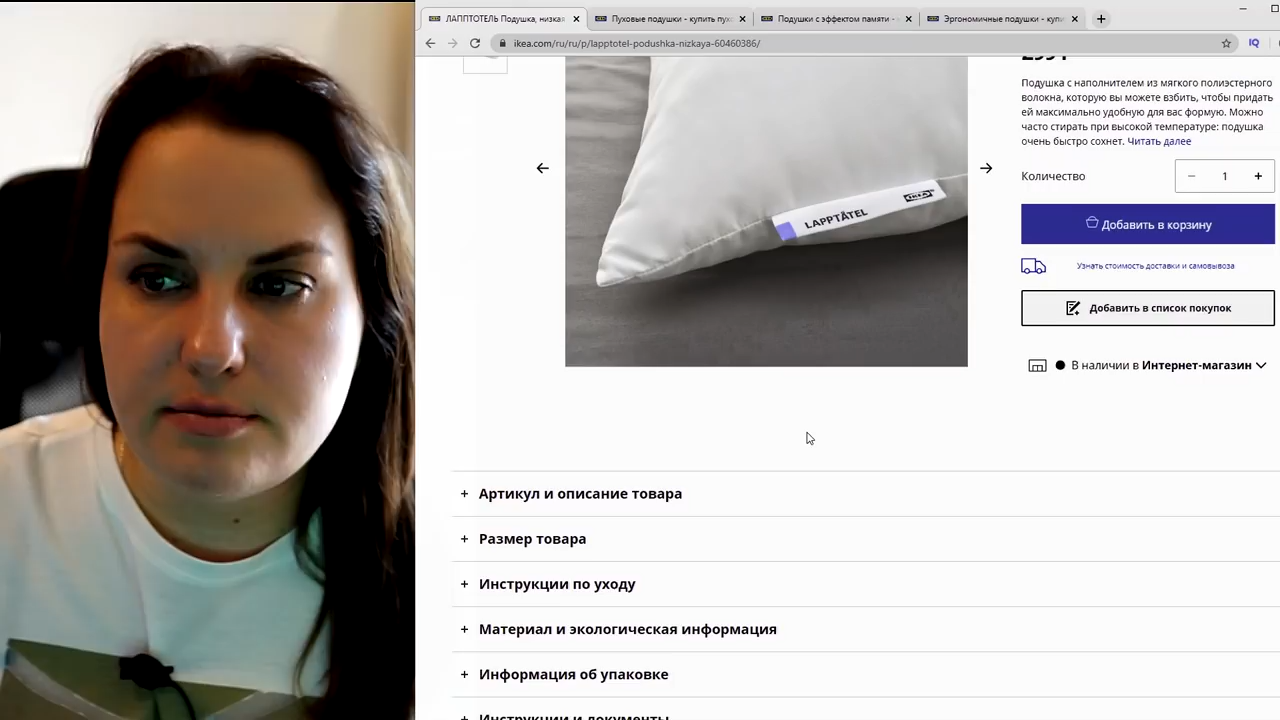 ЛАППТОТЕЛЬ Подушка, низкая
Пуховые подушки - купить пух
Подушки с эффектом памяти -
Эргономичные подушки - купи
ikea.com/ru/ru/p/lapptotel-podushka-nizkaya-60460386/
IQ
Подушка с наполнителем из мягкого полиэстерного
волокна, которую вы можете взбить, чтобы придать
ей максимально удобную для вас форму. Можно
часто стирать при высокой температуре: подушка
очень быстро сохнет. Читать далее
IKEA
LAPPTÅTEL
Количество
− 1 +
Добавить в корзину
Узнать стоимость доставки и самовывоза
Добавить в список покупок
В наличии в Интернет-магазин
+ Артикул и описание товара
+ Размер товара
+ Инструкции по уходу
+ Материал и экологическая информация
+ Информация об упаковке
Инструкции и документы